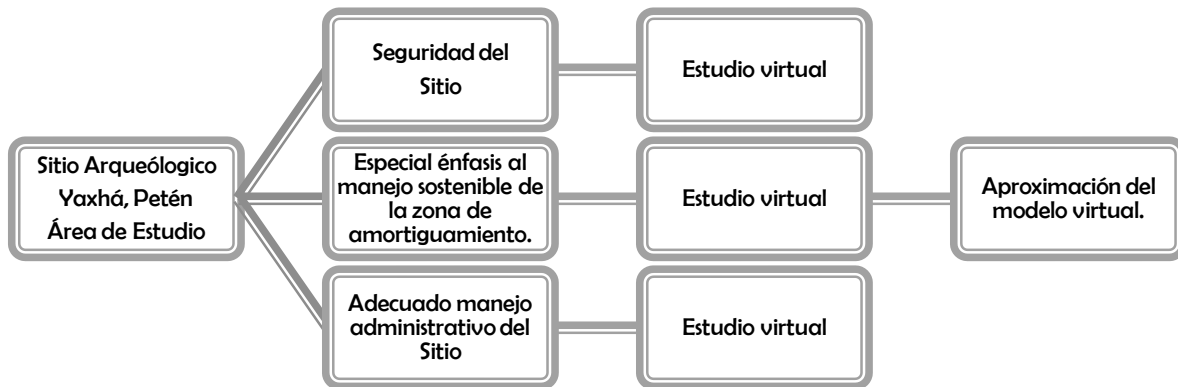 Sitio Arqueólogico
Yaxhá, Petén
Área de Estudio
Seguridad del
Sitio
Estudio virtual
Especial énfasis al
manejo sostenible de
la zona de
amortiguamiento.
Estudio virtual
Aproximación del
modelo virtual.
Adecuado manejo
administrativo del
Sitio
Estudio virtual